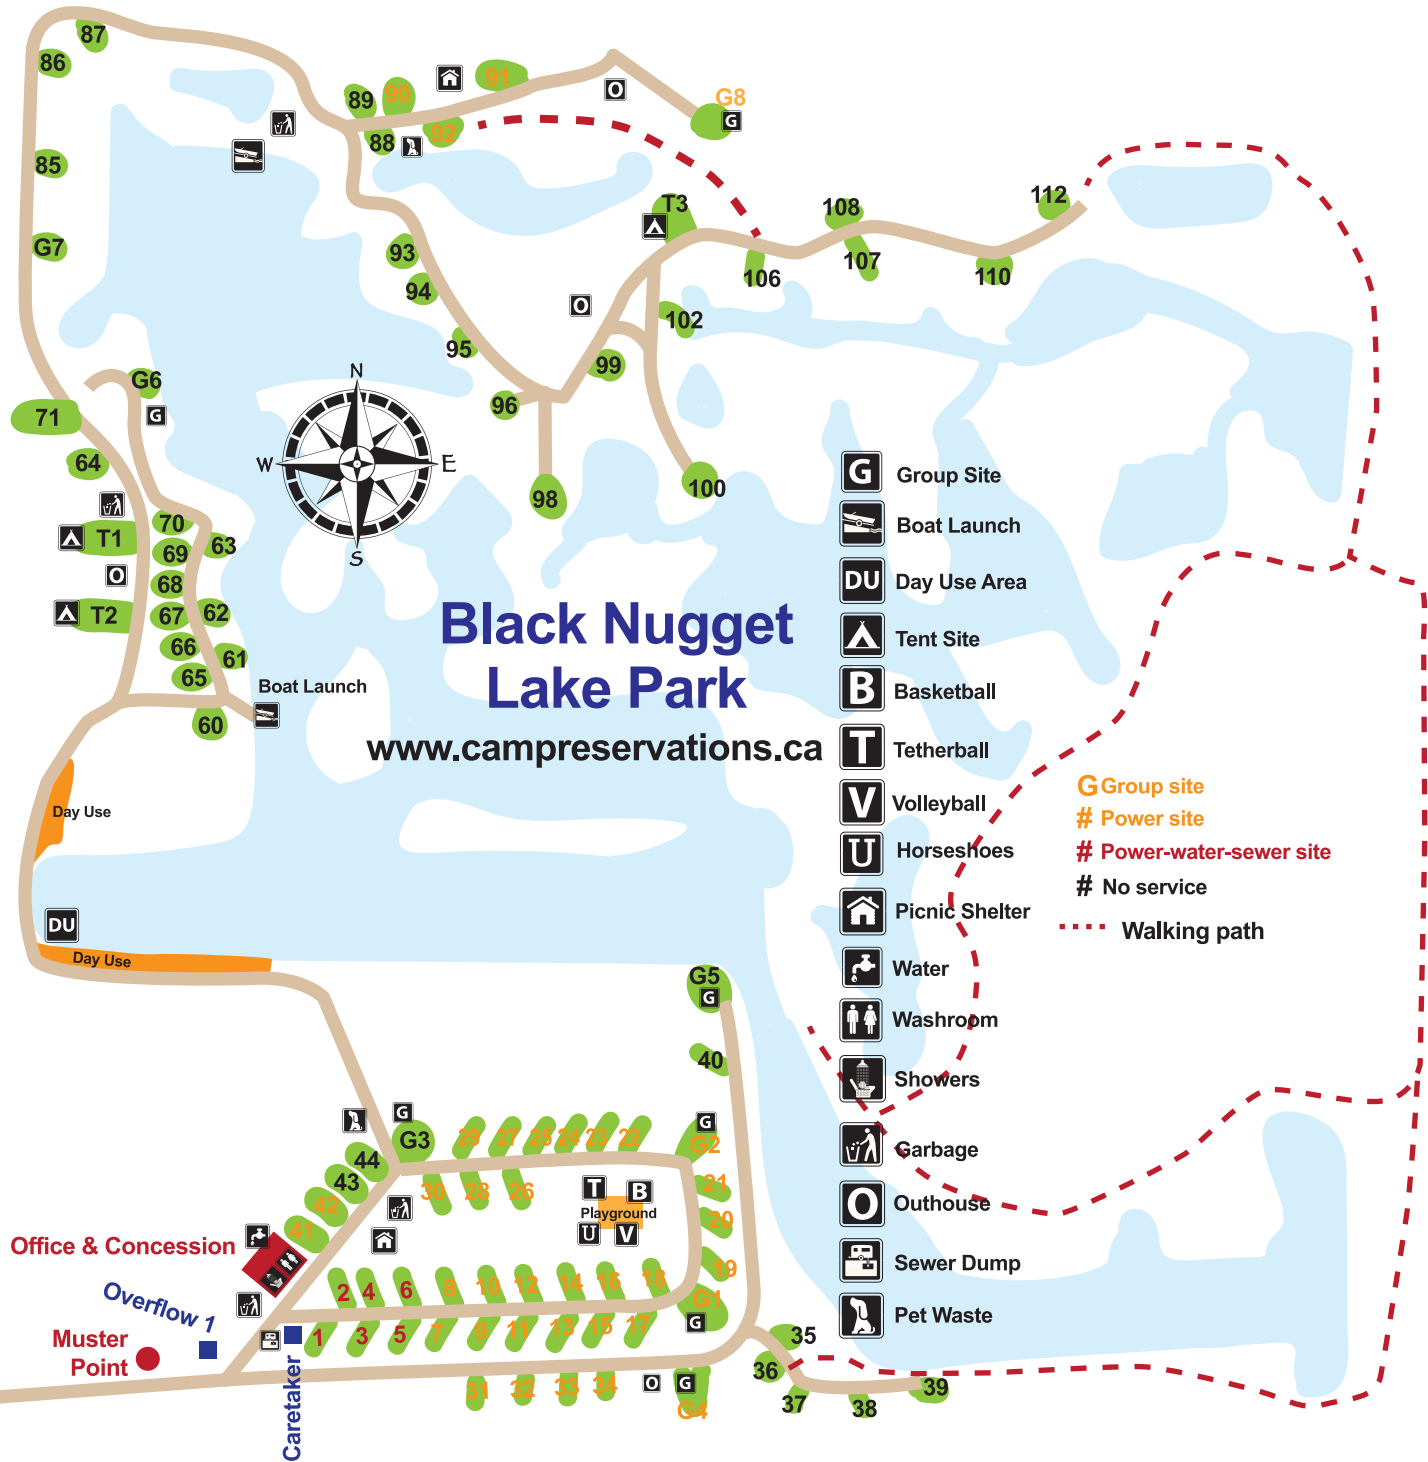 87
86
89
90
91
G8
G
O
88
92
85
112
T3
108
G7
93
107
106
110
94
O
102
95
99
G6
N
71
G
96
W
E
64
98
100
S
T1
70
63
69
O
68
T2
67
62
66
61
65
60
Boat Launch
Black Nugget
Lake Park
www.campreservations.ca
G Group Site
Boat Launch
DU Day Use Area
Tent Site
B Basketball
T Tetherball
V Volleyball
U Horseshoes
Picnic Shelter
Water
Washroom
Showers
Garbage
O Outhouse
Sewer Dump
Pet Waste
G Group site
# Power site
# Power-water-sewer site
# No service
Walking path
Day Use
DU
Day Use
G5
G
40
G
G3
44
43
42
41
29
27
25
24
23
22
G
G2
30
28
26
21
20
19
T
B
Playground
U
V
Office & Concession
Overflow 1
Muster
Point
Caretaker
2
4
6
8
10
12
14
16
18
G1
G
1
3
5
7
9
11
13
15
17
31
32
33
34
O
G
G4
35
36
37
38
39